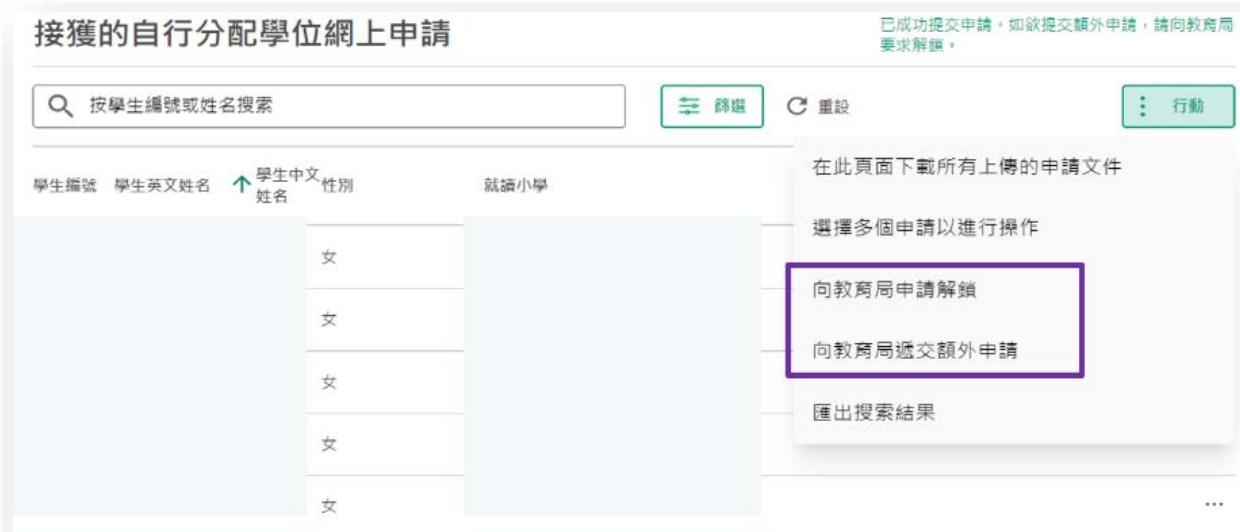 接獲的自行分配學位網上申請
已成功提交申請。如欲提交額外申請，請向教育局
要求解鎖。
按學生編號或姓名搜索
篩選
重設
行動
學生編號
學生英文姓名
學生中文
姓名
性別
就讀小學
在此頁面下載所有上傳的申請文件
選擇多個申請以進行操作
向教育局申請解鎖
向教育局遞交額外申請
匯出搜索結果
女
女
女
女
女
...